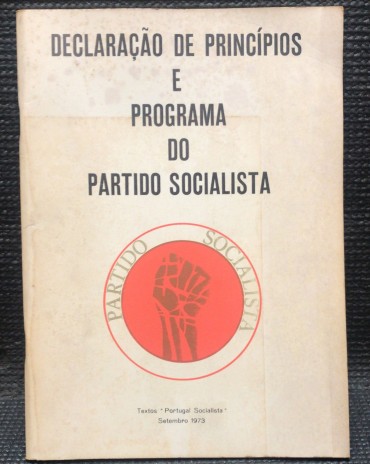 DECLARAÇÃO DE PRINCÍPIOS
E
PROGRAMA
DO
PARTIDO SOCIALISTA
PARTIDO SOCIALISTA
Textos "Portugal Socialista"
Setembro 1973